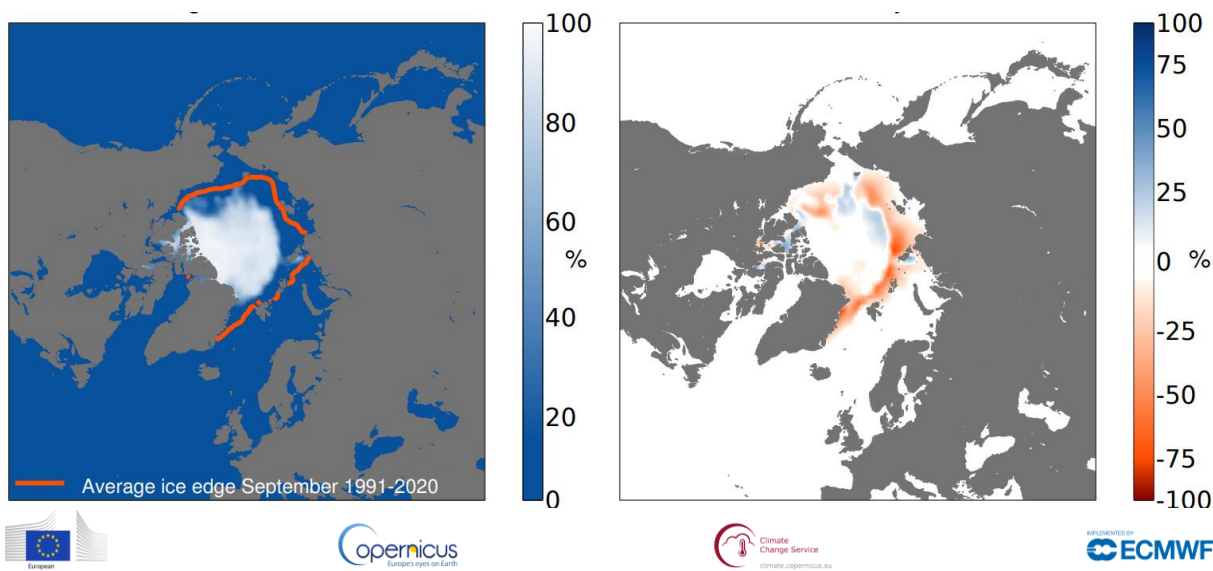 100
80
60
%
40
20
0
Average ice edge September 1991-2020
100
75
50
25
0
%
-25
-50
-75
-100
European
opernicus
Europe's eyes on Earth
Climate
Change Service
climate.copernicus.eu
IMPLEMENTED BY
ECMWF